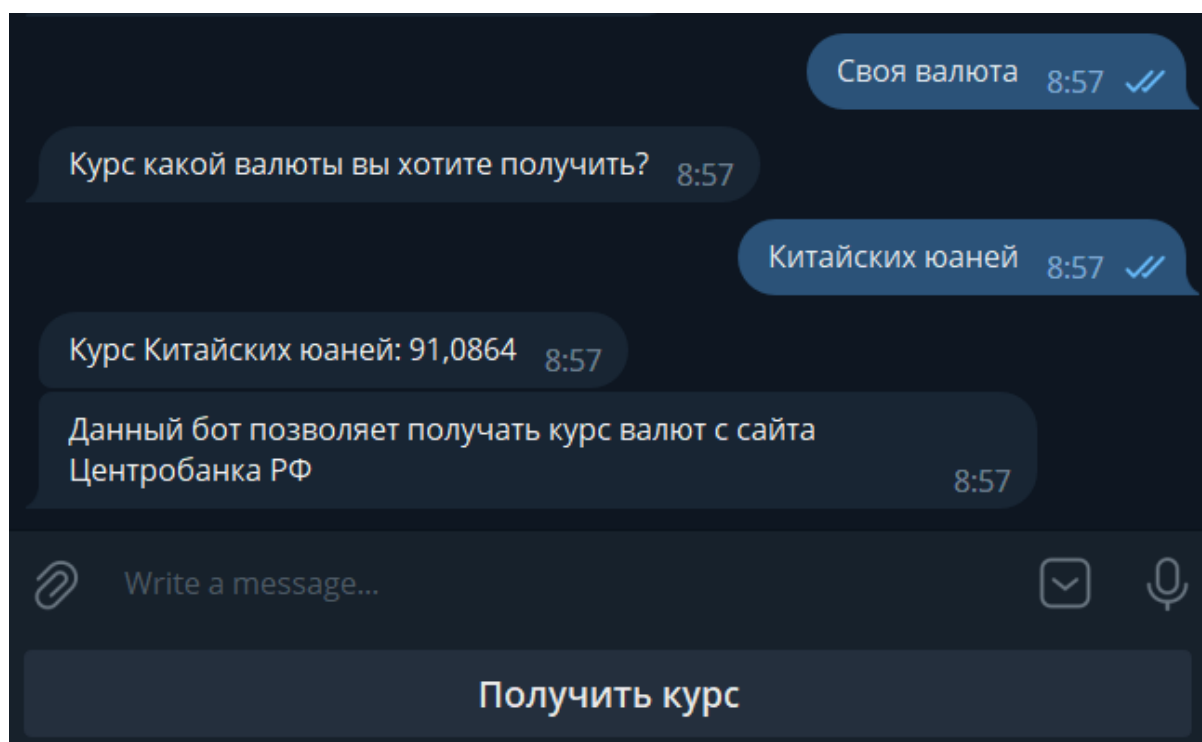 Своя валюта 8:57
Курс какой валюты вы хотите получить? 8:57
Китайских юаней 8:57
Курс Китайских юаней: 91,0864 8:57
Данный бот позволяет получать курс валют с сайта
Центробанка РФ 8:57
Write a message...
Получить курс